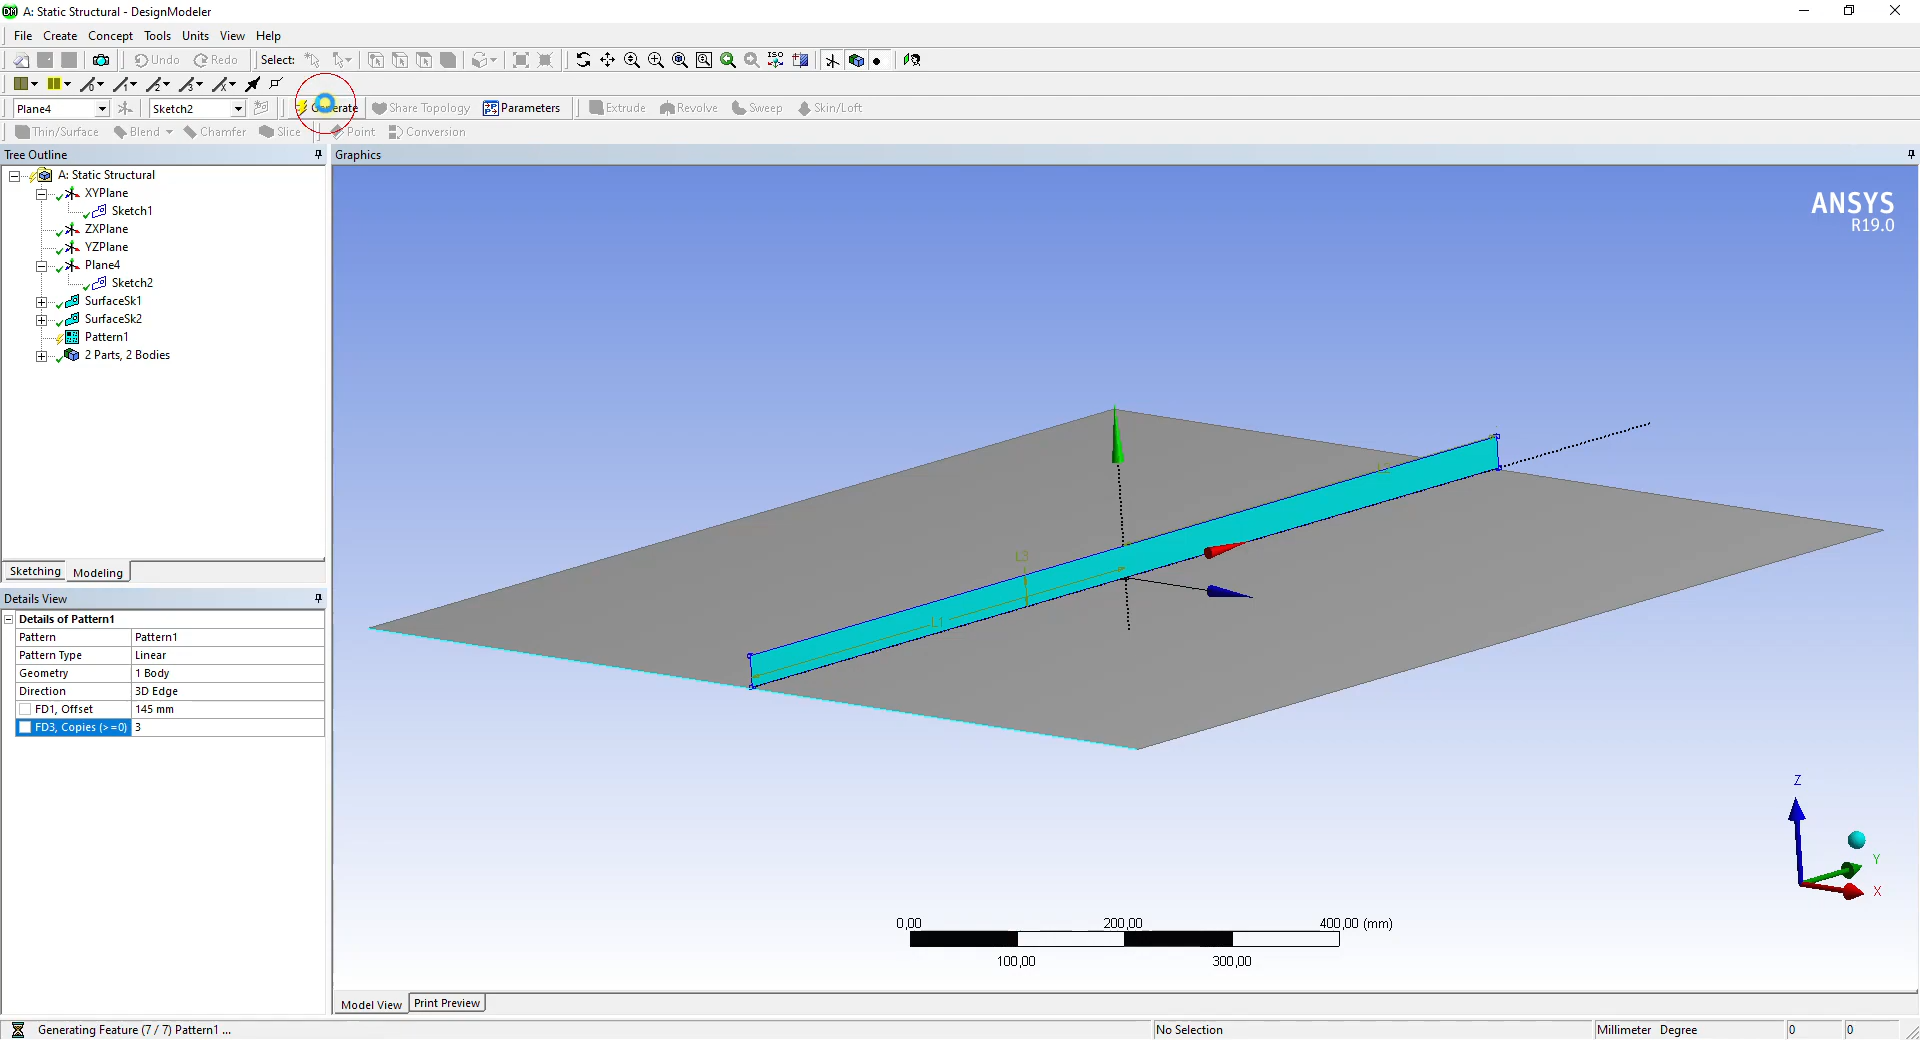 A: Static Structural - DesignModeler
File Create Concept Tools Units View Help
Undo Redo Select: ISO
Plane4 Sketch2 Generate Share Topology Parameters Extrude Revolve Sweep Skin/Loft
Thin/Surface Blend Chamfer Slice Point Conversion
Tree Outline
A: Static Structural
XYPlane
Sketch1
ZXPlane
YZPlane
Plane4
Sketch2
SurfaceSk1
SurfaceSk2
Pattern1
2 Parts, 2 Bodies
Sketching Modeling
Details View
Details of Pattern1
Pattern Pattern1
Pattern Type Linear
Geometry 1 Body
Direction 3D Edge
FD1, Offset 145 mm
FD3, Copies (>=0) 3
Graphics
ANSYS
R19.0
L3
L1
Z
Y
X
0,00 200,00 400,00 (mm)
100,00 300,00
Model View Print Preview
Generating Feature (7 / 7) Pattern1 ... No Selection Millimeter Degree 0 0